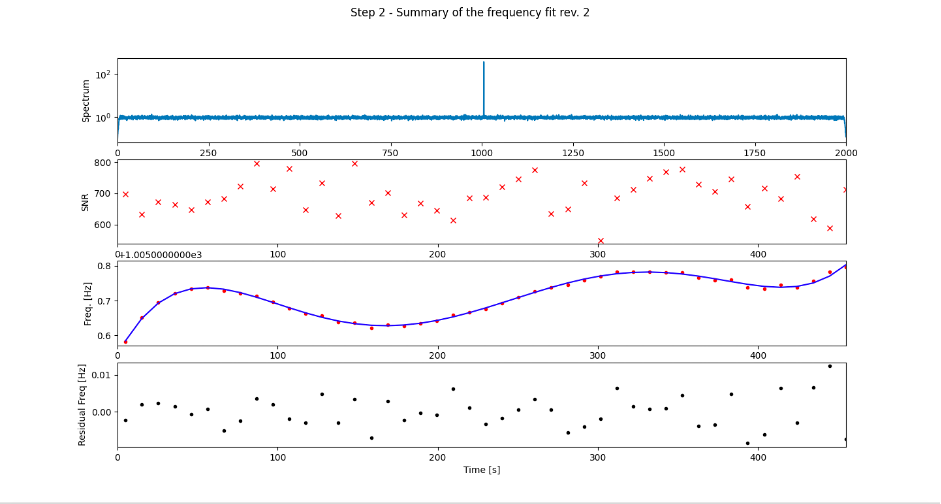 Step 2 - Summary of the frequency fit rev. 2
Spectrum
10²
10⁰
0 250 500 750 1000 1250 1500 1750 2000
SNR
800
700
600
0 100 200 300 400
+1.0050000000e3
Freq. [Hz]
0.8
0.7
0.6
0 100 200 300 400
Residual Freq [Hz]
0.01
0.00
0 100 200 300 400
Time [s]